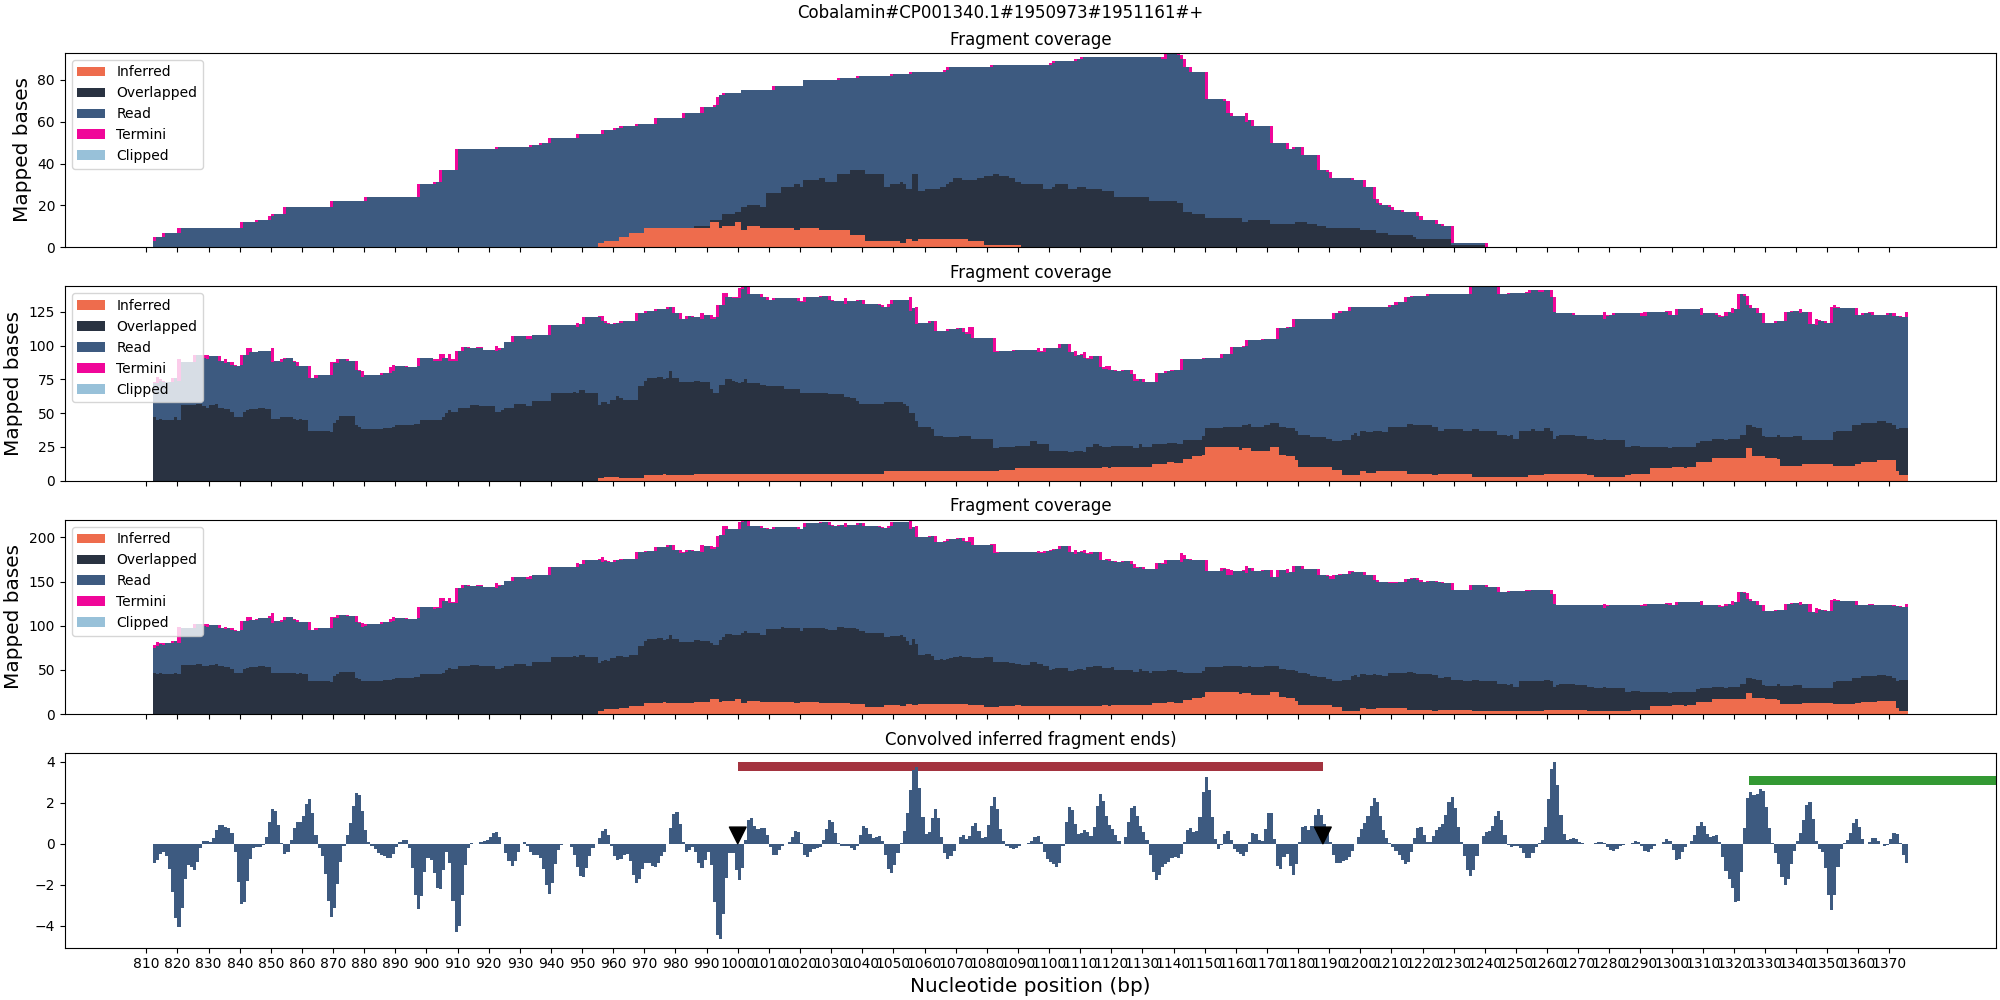 Cobalamin#CP001340.1#1950973#1951161#+
Fragment coverage
Mapped bases
80
60
40
20
0
Inferred
Overlapped
Read
Termini
Clipped
Fragment coverage
Mapped bases
125
100
75
50
25
0
Inferred
Overlapped
Read
Termini
Clipped
Fragment coverage
Mapped bases
200
150
100
50
0
Inferred
Overlapped
Read
Termini
Clipped
Convolved inferred fragment ends)
4
2
0
−2
−4
810 820 830 840 850 860 870 880 890 900 910 920 930 940 950 960 970 980 990 1000 1010 1020 1030 1040 1050 1060 1070 1080 1090 1100 1110 1120 1130 1140 1150 1160 1170 1180 1190 1200 1210 1220 1230 1240 1250 1260 1270 1280 1290 1300 1310 1320 1330 1340 1350 1360 1370
Nucleotide position (bp)